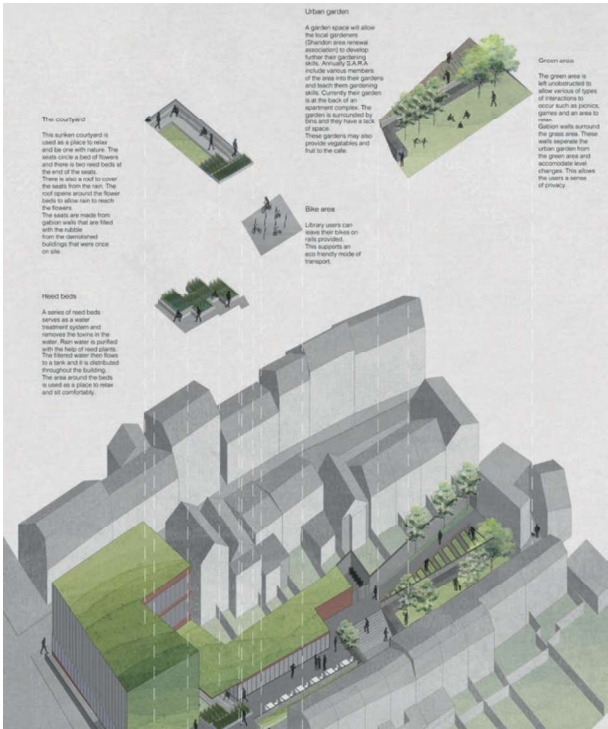 Urban garden
A garden space will allow
the local gardeners
(Shandon area renewal
association) to develop
further their gardening
skills. Annually S.A.R.A
include various members
of the area into their gardens
and teach them gardening
skills. Currently their garden
is at the back of an
apartment complex. The
garden is surrounded by
bins and they have a lack
of space.
These gardens may also
provide vegatables and
fruit to the cafe.
Green area
The green area is
left unobstructed to
allow various types of
interactions to
occur such as picnics,
games and an area to
relax.
Gabion walls surround
the grass area. These
walls seperate the
urban garden from
the green area and
accomodate level
changes. This allows
the users a sense
of privacy.
The courtyard
This sunken courtyard is
used as a place to relax
and be one with nature. The
seats circle a bed of flowers
and there is two reed beds at
the end of the seats.
There is also a roof to cover
the seats from the rain. The
roof opens around the flower
beds to allow rain to reach
the flowers.
The seats are made from
gabion walls that are filled
with the rubble
from the demolished
buildings that were once
on site.
Bike area
Library users can
leave their bikes on
rails provided.
This supports an
eco friendly mode of
transport.
Reed beds
A series of reed beds
serves as a water
treatment system and
removes the toxins in the
water. Rain water is purified
with the help of reed plants.
The filtered water then flows
to a tank and it is distributed
throughout the building.
The area around the beds
is used as a place to relax
and sit comfortably.